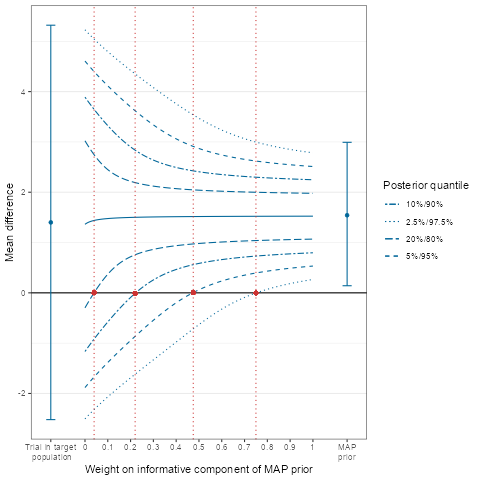 Mean difference
4
2
0
-2
Trial in target
population
0
0.1
0.2
0.3
0.4
0.5
0.6
0.7
0.8
0.9
1
MAP
prior
Weight on informative component of MAP prior
Posterior quantile
10%/90%
2.5%/97.5%
20%/80%
5%/95%